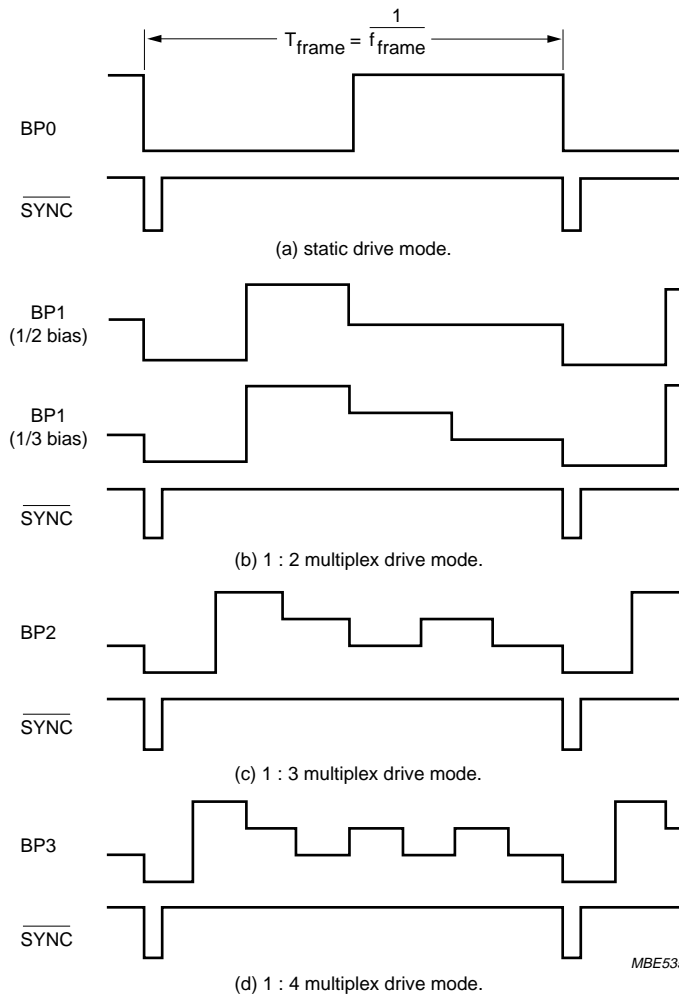 T_frame = 1 / f_frame
BP0
SYNC
(a) static drive mode.
BP1
(1/2 bias)
BP1
(1/3 bias)
SYNC
(b) 1 : 2 multiplex drive mode.
BP2
SYNC
(c) 1 : 3 multiplex drive mode.
BP3
SYNC
MBE535
(d) 1 : 4 multiplex drive mode.